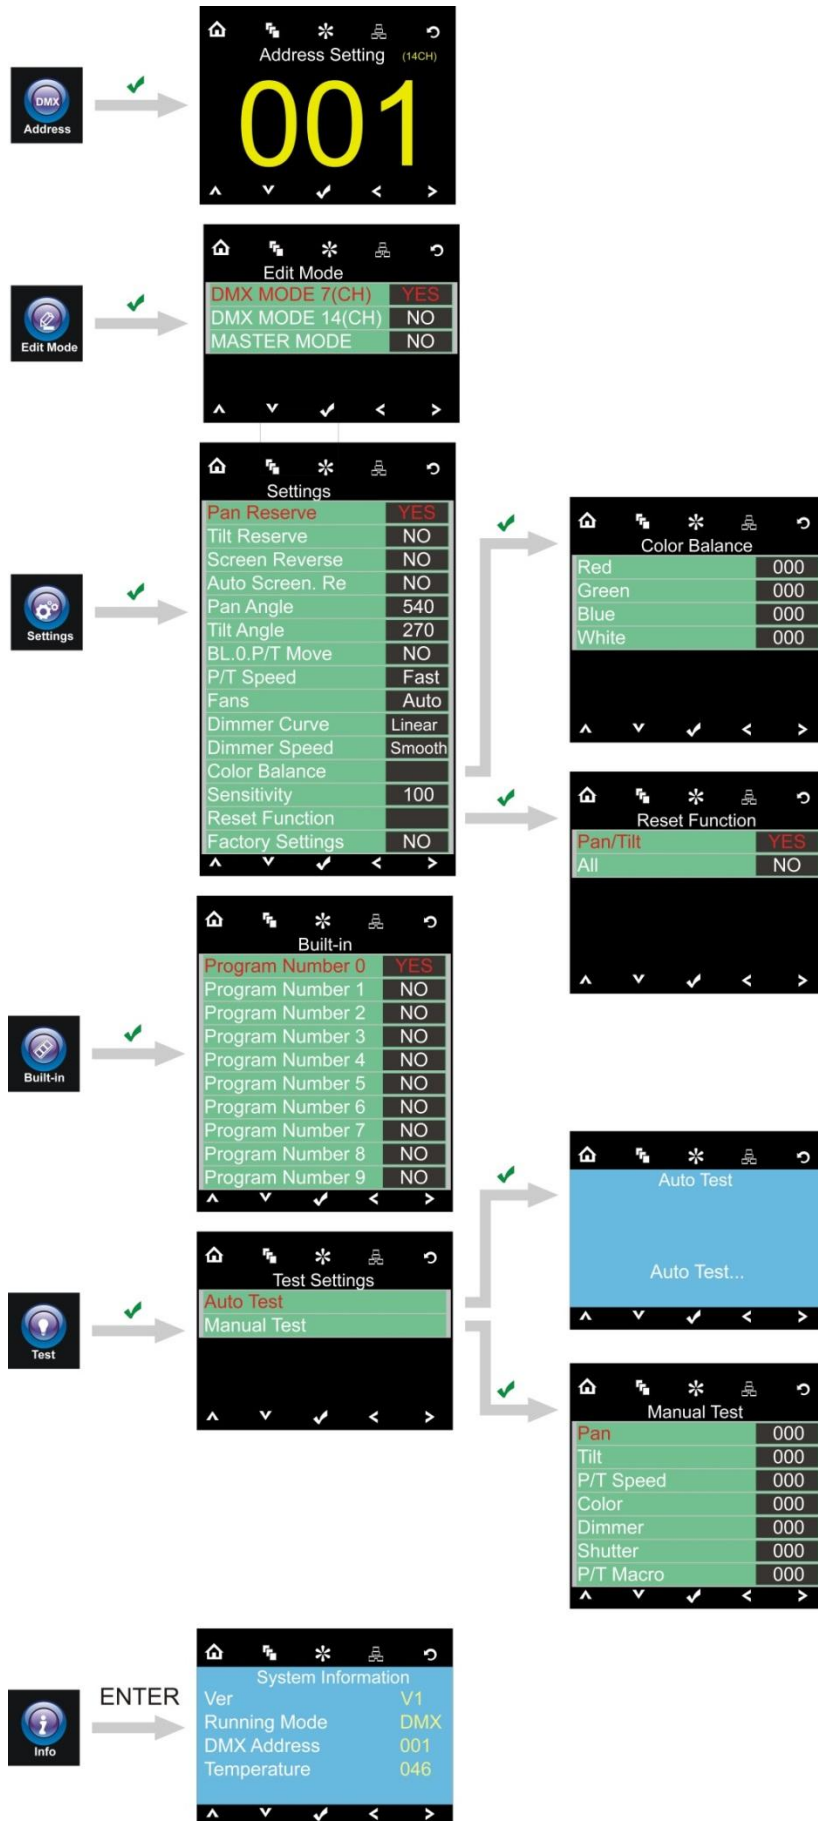 DMX
Address
Address Setting (14CH)
001
Edit Mode
Edit Mode
DMX MODE 7(CH) YES
DMX MODE 14(CH) NO
MASTER MODE NO
Settings
Settings
Pan Reserve YES
Tilt Reserve NO
Screen Reverse NO
Auto Screen. Re NO
Pan Angle 540
Tilt Angle 270
BL.0.P/T Move NO
P/T Speed Fast
Fans Auto
Dimmer Curve Linear
Dimmer Speed Smooth
Color Balance
Sensitivity 100
Reset Function
Factory Settings NO
Color Balance
Red 000
Green 000
Blue 000
White 000
Reset Function
Pan/Tilt YES
All NO
Built-in
Built-in
Program Number 0 YES
Program Number 1 NO
Program Number 2 NO
Program Number 3 NO
Program Number 4 NO
Program Number 5 NO
Program Number 6 NO
Program Number 7 NO
Program Number 8 NO
Program Number 9 NO
Test
Test Settings
Auto Test
Manual Test
Auto Test
Auto Test...
Manual Test
Pan 000
Tilt 000
P/T Speed 000
Color 000
Dimmer 000
Shutter 000
P/T Macro 000
Info
ENTER
System Information
Ver V1
Running Mode DMX
DMX Address 001
Temperature 046